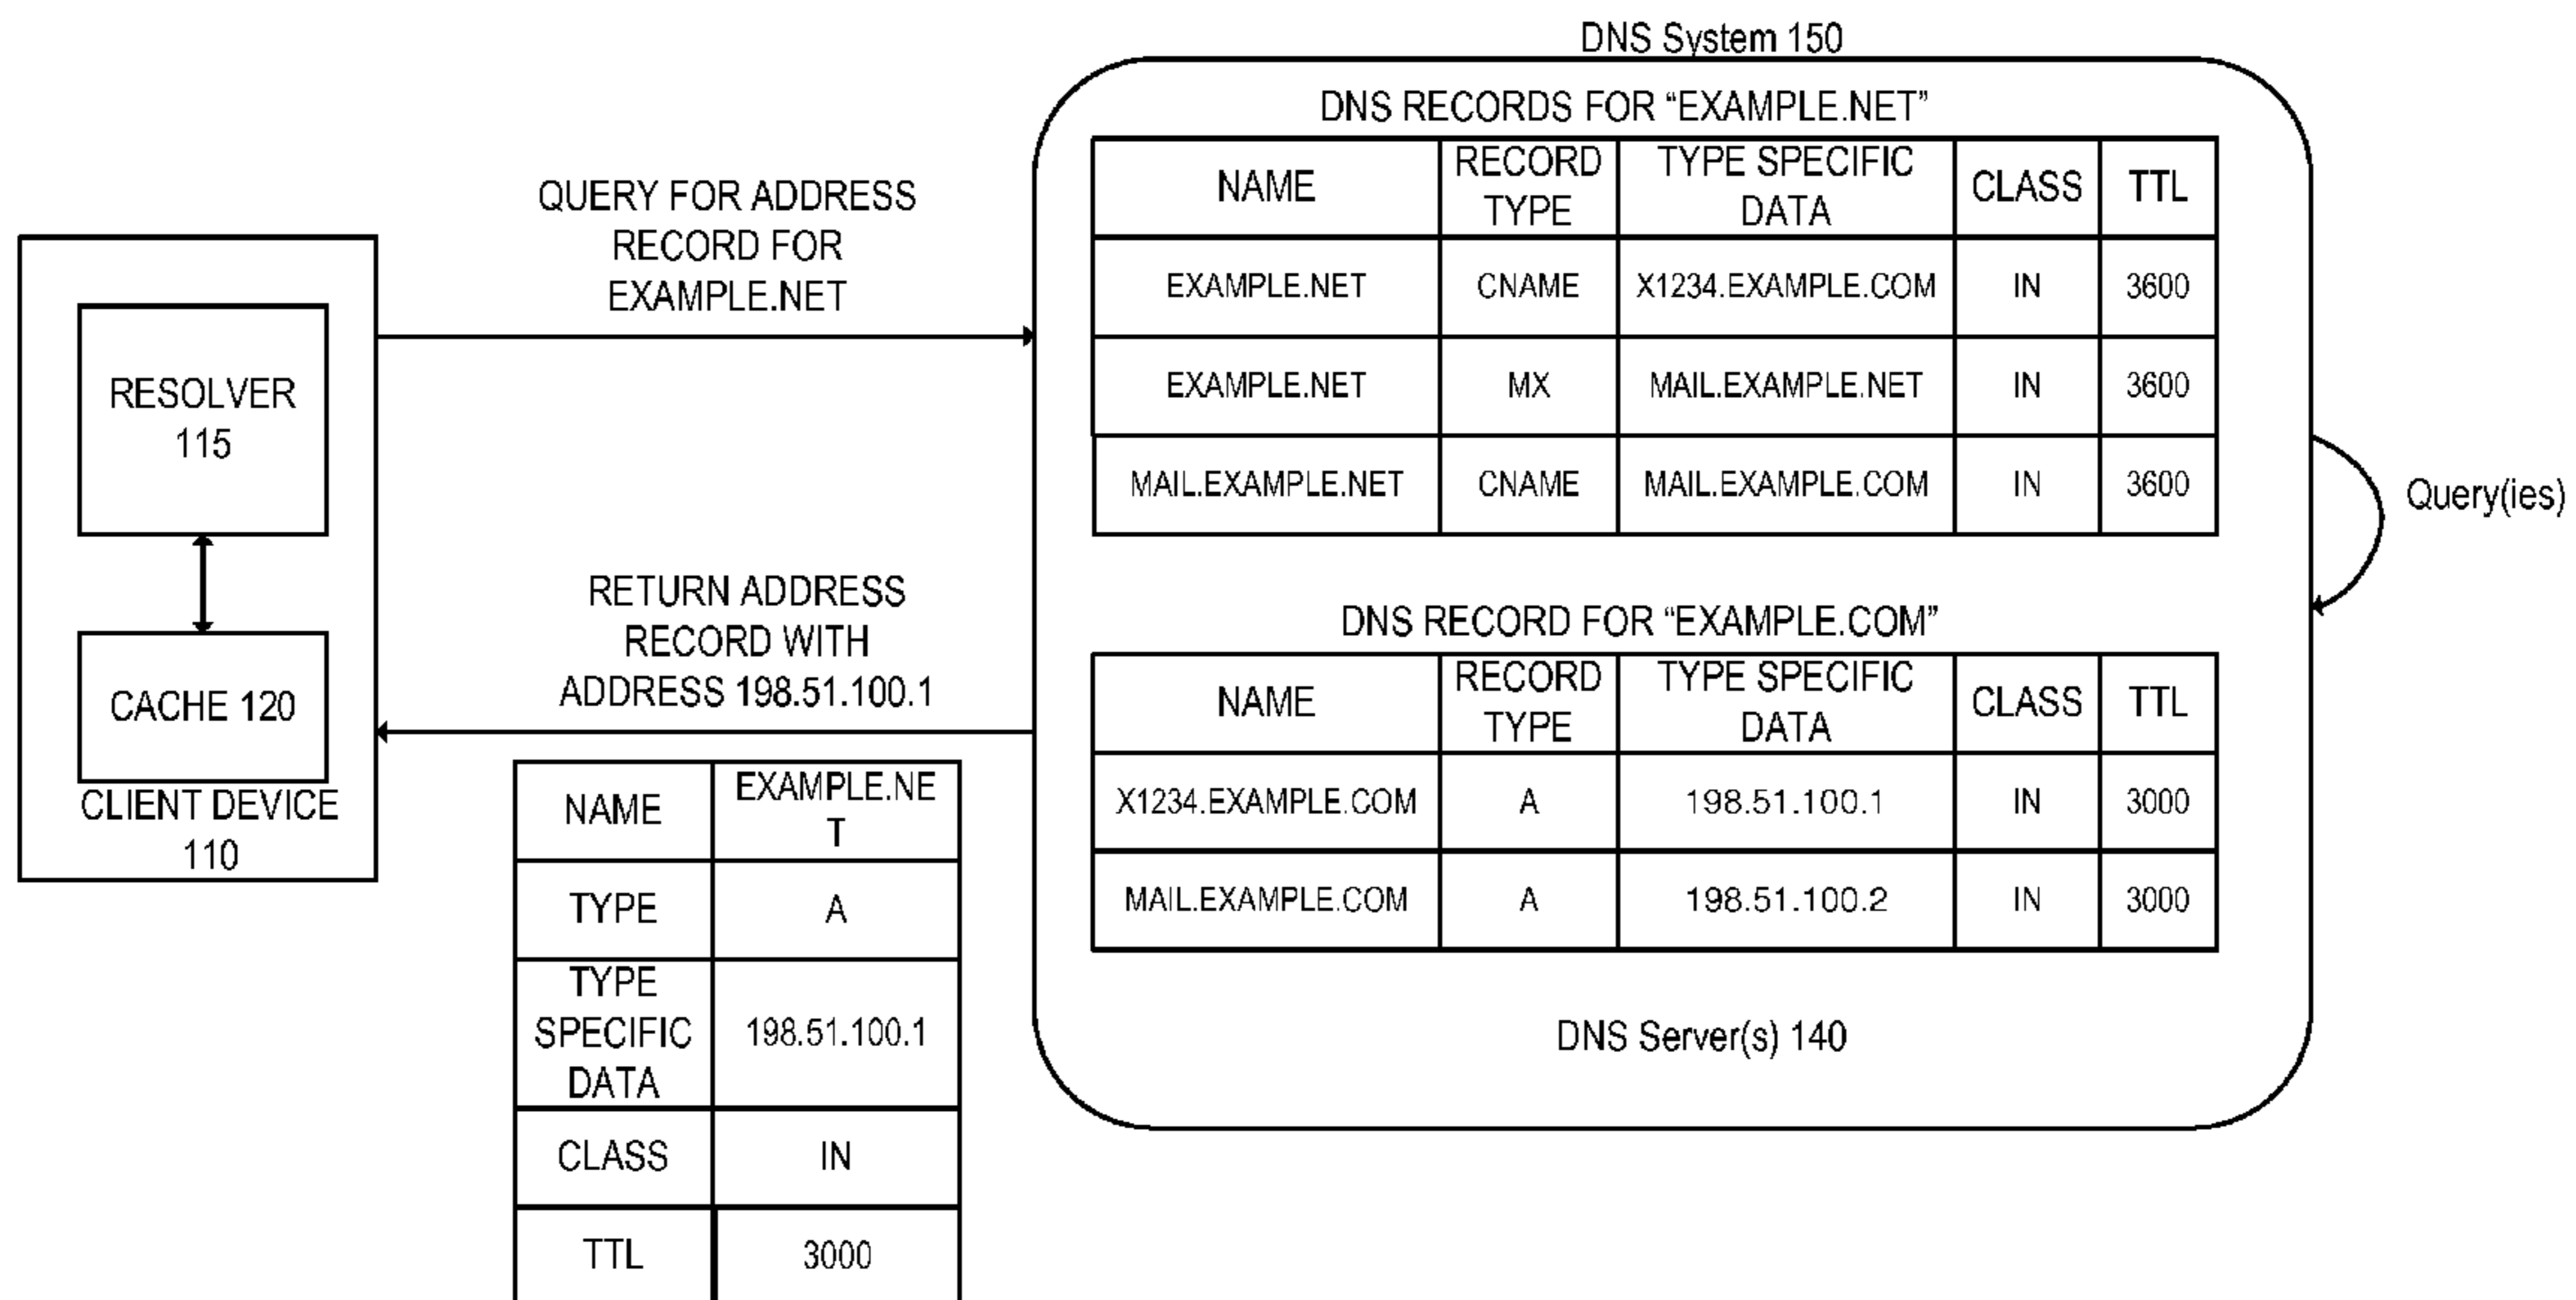 DNS System 150
DNS RECORDS FOR “EXAMPLE.NET”
NAME
RECORD
TYPE
TYPE SPECIFIC
DATA
CLASS
TTL
EXAMPLE.NET
CNAME
X1234.EXAMPLE.COM
IN
3600
EXAMPLE.NET
MX
MAIL.EXAMPLE.NET
IN
3600
MAIL.EXAMPLE.NET
CNAME
MAIL.EXAMPLE.COM
IN
3600
Query(ies)
DNS RECORD FOR “EXAMPLE.COM”
NAME
RECORD
TYPE
TYPE SPECIFIC
DATA
CLASS
TTL
X1234.EXAMPLE.COM
A
198.51.100.1
IN
3000
MAIL.EXAMPLE.COM
A
198.51.100.2
IN
3000
DNS Server(s) 140
QUERY FOR ADDRESS
RECORD FOR
EXAMPLE.NET
RESOLVER
115
CACHE 120
CLIENT DEVICE
110
RETURN ADDRESS
RECORD WITH
ADDRESS 198.51.100.1
NAME
EXAMPLE.NE
T
TYPE
A
TYPE
SPECIFIC
DATA
198.51.100.1
CLASS
IN
TTL
3000